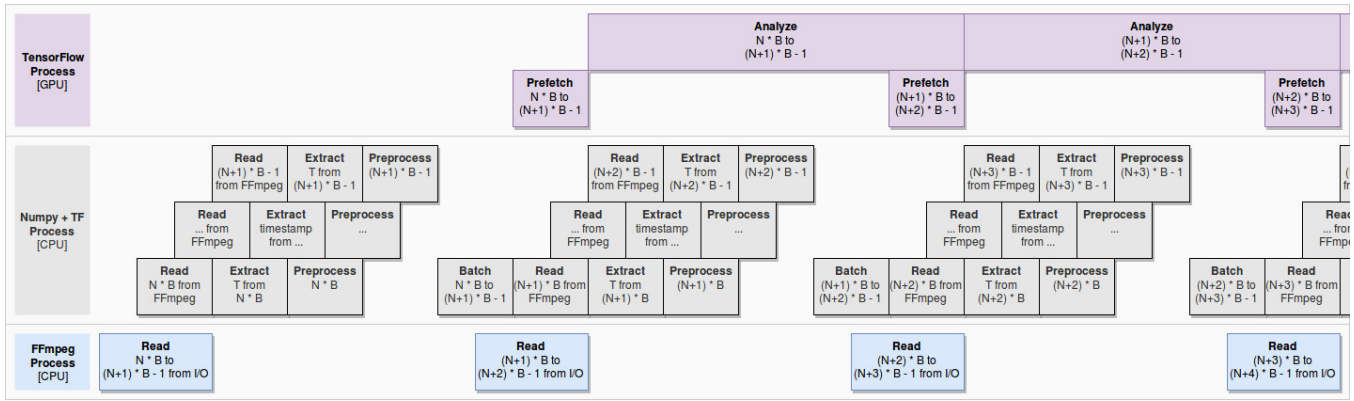 TensorFlow
Process
[GPU]
Analyze
N * B to
(N+1) * B - 1
Analyze
(N+1) * B to
(N+2) * B - 1
Prefetch
N * B to
(N+1) * B - 1
Prefetch
(N+1) * B to
(N+2) * B - 1
Prefetch
(N+2) * B to
(N+3) * B - 1
Numpy + TF
Process
[CPU]
Read
(N+1) * B - 1
from FFmpeg
Extract
T from
(N+1) * B - 1
Preprocess
(N+1) * B - 1
Read
(N+2) * B - 1
from FFmpeg
Extract
T from
(N+2) * B - 1
Preprocess
(N+2) * B - 1
Read
(N+3) * B - 1
from FFmpeg
Extract
T from
(N+3) * B - 1
Preprocess
(N+3) * B - 1
Read
... from
FFmpeg
Extract
timestamp
from ...
Preprocess
...
Read
... from
FFmpeg
Extract
timestamp
from ...
Preprocess
...
Read
... from
FFmpeg
Extract
timestamp
from ...
Preprocess
...
Read
... from
Read
N * B from
FFmpeg
Extract
T from
N * B
Preprocess
N * B
Batch
N * B to
(N+1) * B - 1
Read
(N+1) * B from
FFmpeg
Extract
T from
(N+1) * B
Preprocess
(N+1) * B
Batch
(N+1) * B to
(N+2) * B - 1
Read
(N+2) * B from
FFmpeg
Extract
T from
(N+2) * B
Preprocess
(N+2) * B
Batch
(N+2) * B to
(N+3) * B - 1
Read
(N+3) * B from
FFmpeg
FFmpeg
Process
[CPU]
Read
N * B to
(N+1) * B - 1 from I/O
Read
(N+1) * B to
(N+2) * B - 1 from I/O
Read
(N+2) * B to
(N+3) * B - 1 from I/O
Read
(N+3) * B to
(N+4) * B - 1 from I/O